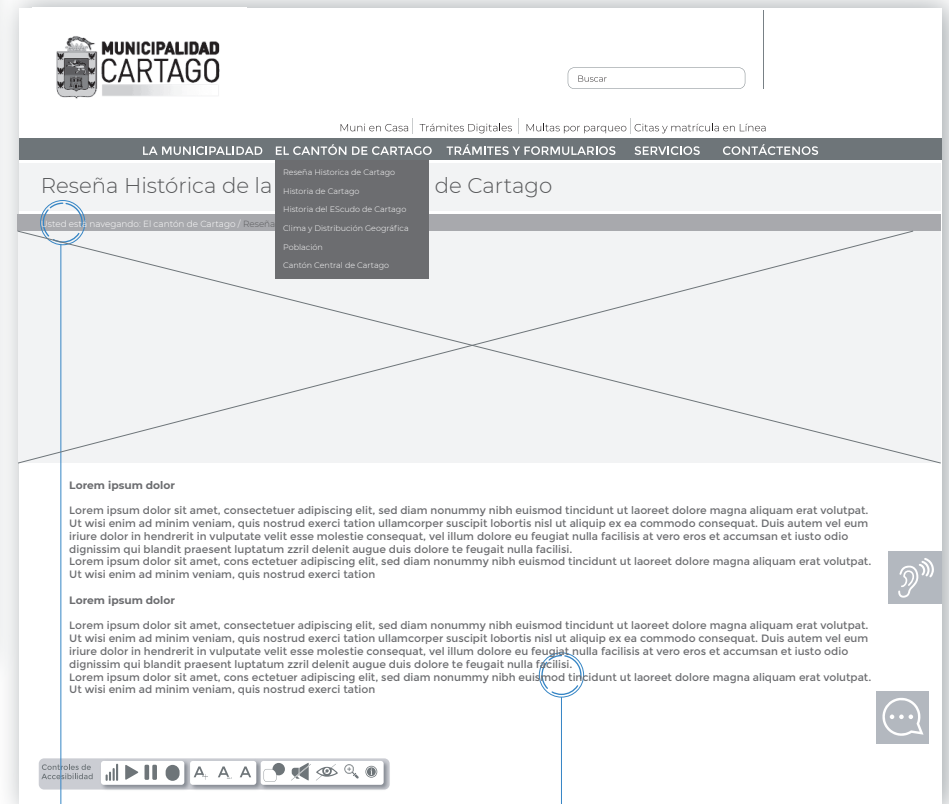 MUNICIPALIDAD
CARTAGO
Buscar
Muni en Casa Trámites Digitales Multas por parqueo Citas y matrícula en Línea
LA MUNICIPALIDAD EL CANTÓN DE CARTAGO TRÁMITES Y FORMULARIOS SERVICIOS CONTÁCTENOS
Reseña Histórica de la de Cartago
Usted está navegando: El cantón de Cartago / Reseña
Reseña Historica de Cartago
Historia de Cartago
Historia del EScudo de Cartago
Clima y Distribución Geográfica
Población
Cantón Central de Cartago
Lorem ipsum dolor
Lorem ipsum dolor sit amet, consectetuer adipiscing elit, sed diam nonummy nibh euismod tincidunt ut laoreet dolore magna aliquam erat volutpat.
Ut wisi enim ad minim veniam, quis nostrud exerci tation ullamcorper suscipit lobortis nisl ut aliquip ex ea commodo consequat. Duis autem vel eum
iriure dolor in hendrerit in vulputate velit esse molestie consequat, vel illum dolore eu feugiat nulla facilisis at vero eros et accumsan et iusto odio
dignissim qui blandit praesent luptatum zzril delenit augue duis dolore te feugait nulla facilisi.
Lorem ipsum dolor sit amet, cons ectetuer adipiscing elit, sed diam nonummy nibh euismod tincidunt ut laoreet dolore magna aliquam erat volutpat.
Ut wisi enim ad minim veniam, quis nostrud exerci tation
Lorem ipsum dolor
Lorem ipsum dolor sit amet, consectetuer adipiscing elit, sed diam nonummy nibh euismod tincidunt ut laoreet dolore magna aliquam erat volutpat.
Ut wisi enim ad minim veniam, quis nostrud exerci tation ullamcorper suscipit lobortis nisl ut aliquip ex ea commodo consequat. Duis autem vel eum
iriure dolor in hendrerit in vulputate velit esse molestie consequat, vel illum dolore eu feugiat nulla facilisis at vero eros et accumsan et iusto odio
dignissim qui blandit praesent luptatum zzril delenit augue duis dolore te feugait nulla facilisi.
Lorem ipsum dolor sit amet, cons ectetuer adipiscing elit, sed diam nonummy nibh euismod tincidunt ut laoreet dolore magna aliquam erat volutpat.
Ut wisi enim ad minim veniam, quis nostrud exerci tation
Controles de
Accesibilidad
A+ A- A